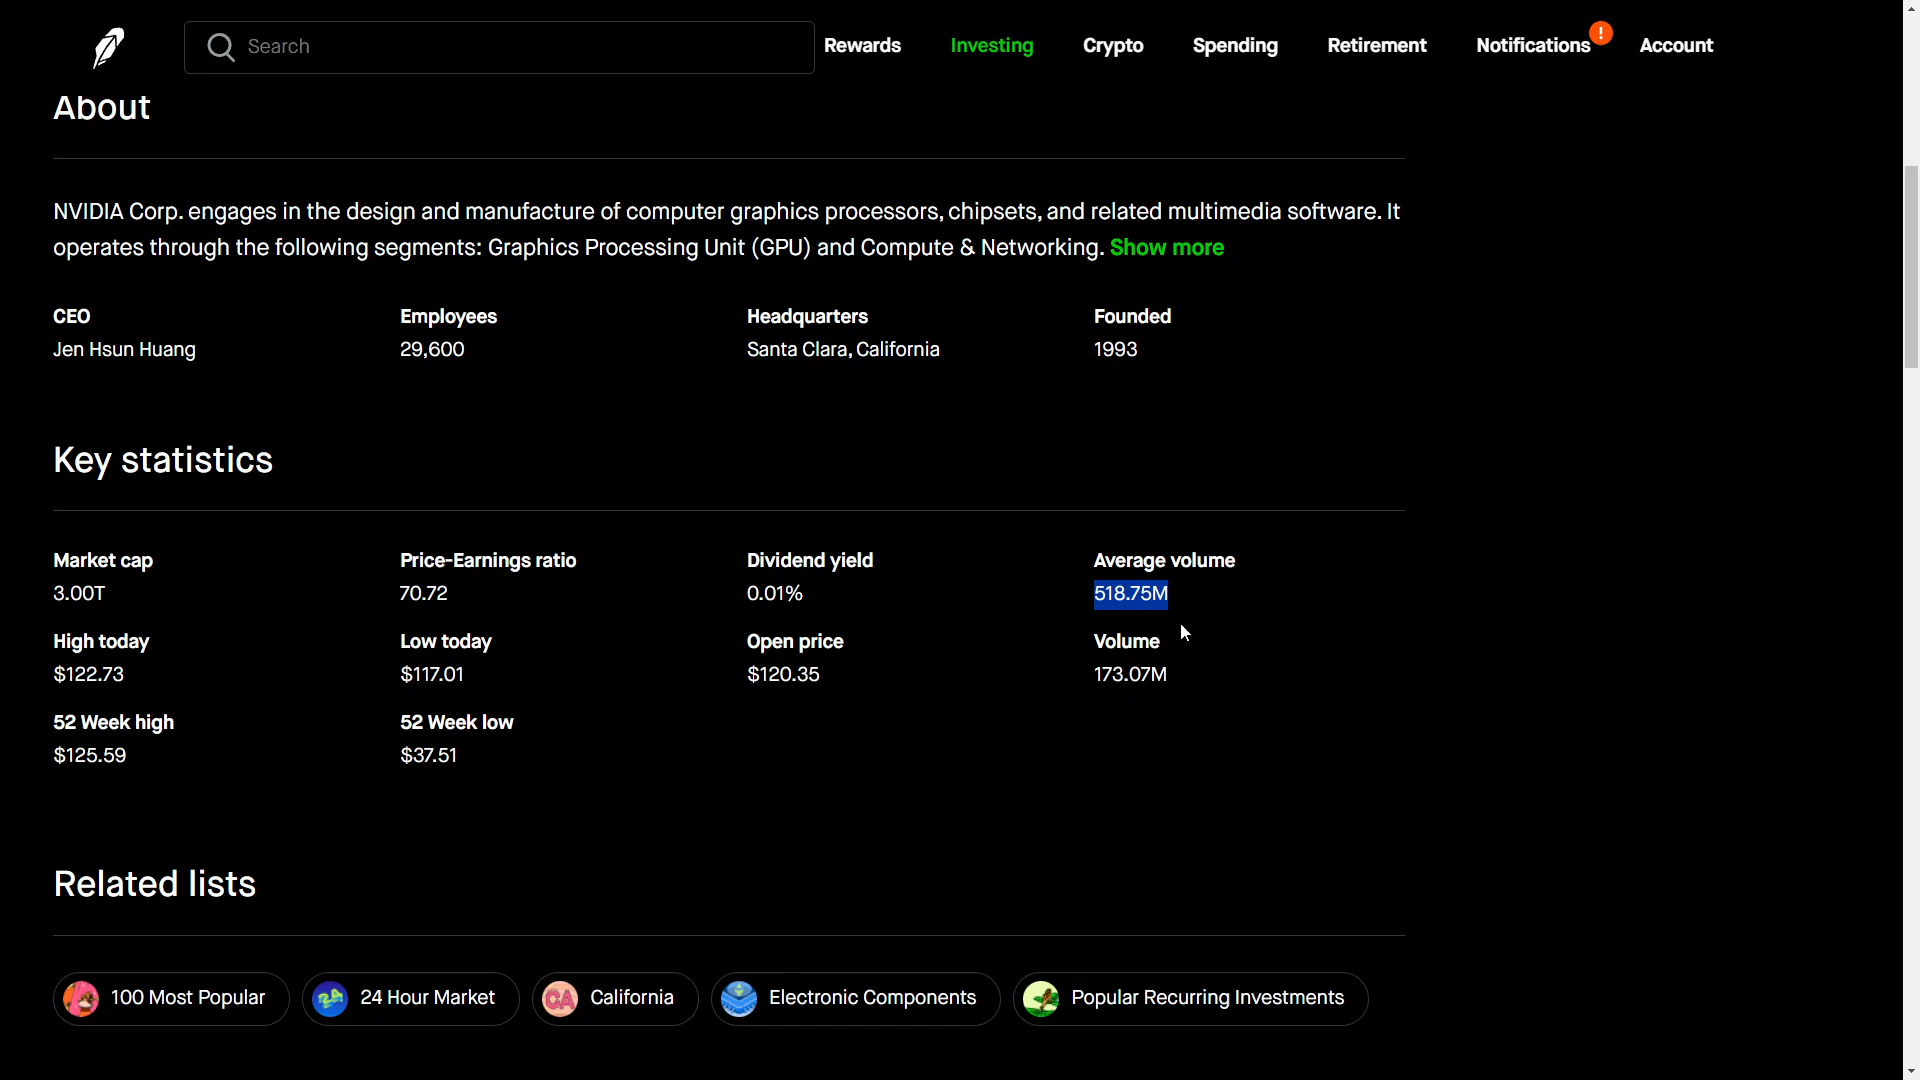 Search
Rewards
Investing
Crypto
Spending
Retirement
Notifications
!
Account
About
NVIDIA Corp. engages in the design and manufacture of computer graphics processors, chipsets, and related multimedia software. It
operates through the following segments: Graphics Processing Unit (GPU) and Compute & Networking. Show more
CEO
Jen Hsun Huang
Employees
29,600
Headquarters
Santa Clara, California
Founded
1993
Key statistics
Market cap
3.00T
Price-Earnings ratio
70.72
Dividend yield
0.01%
Average volume
518.75M
High today
$122.73
Low today
$117.01
Open price
$120.35
Volume
173.07M
52 Week high
$125.59
52 Week low
$37.51
Related lists
100 Most Popular
24 24 Hour Market
CA California
Electronic Components
Popular Recurring Investments